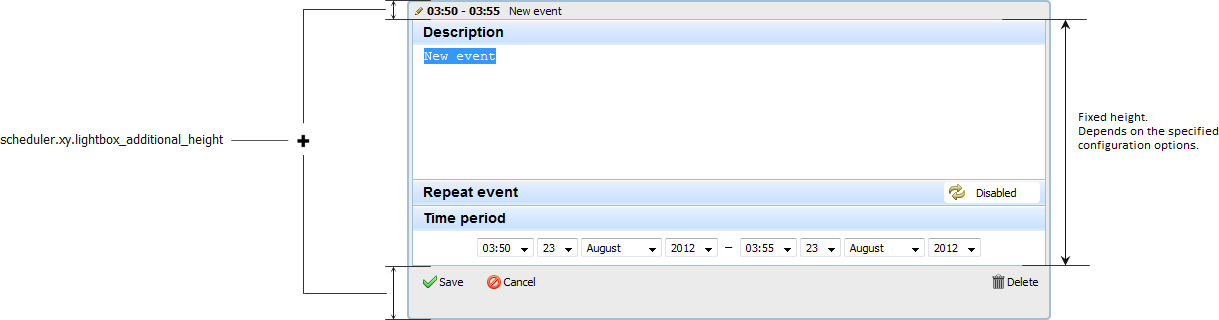 03:50 - 03:55 New event
Description
New event
scheduler.xy.lightbox_additional_height
Fixed height.
Depends on the specified
configuration options.
Repeat event Disabled
Time period
03:50 23 August 2012 – 03:55 23 August 2012
Save Cancel Delete